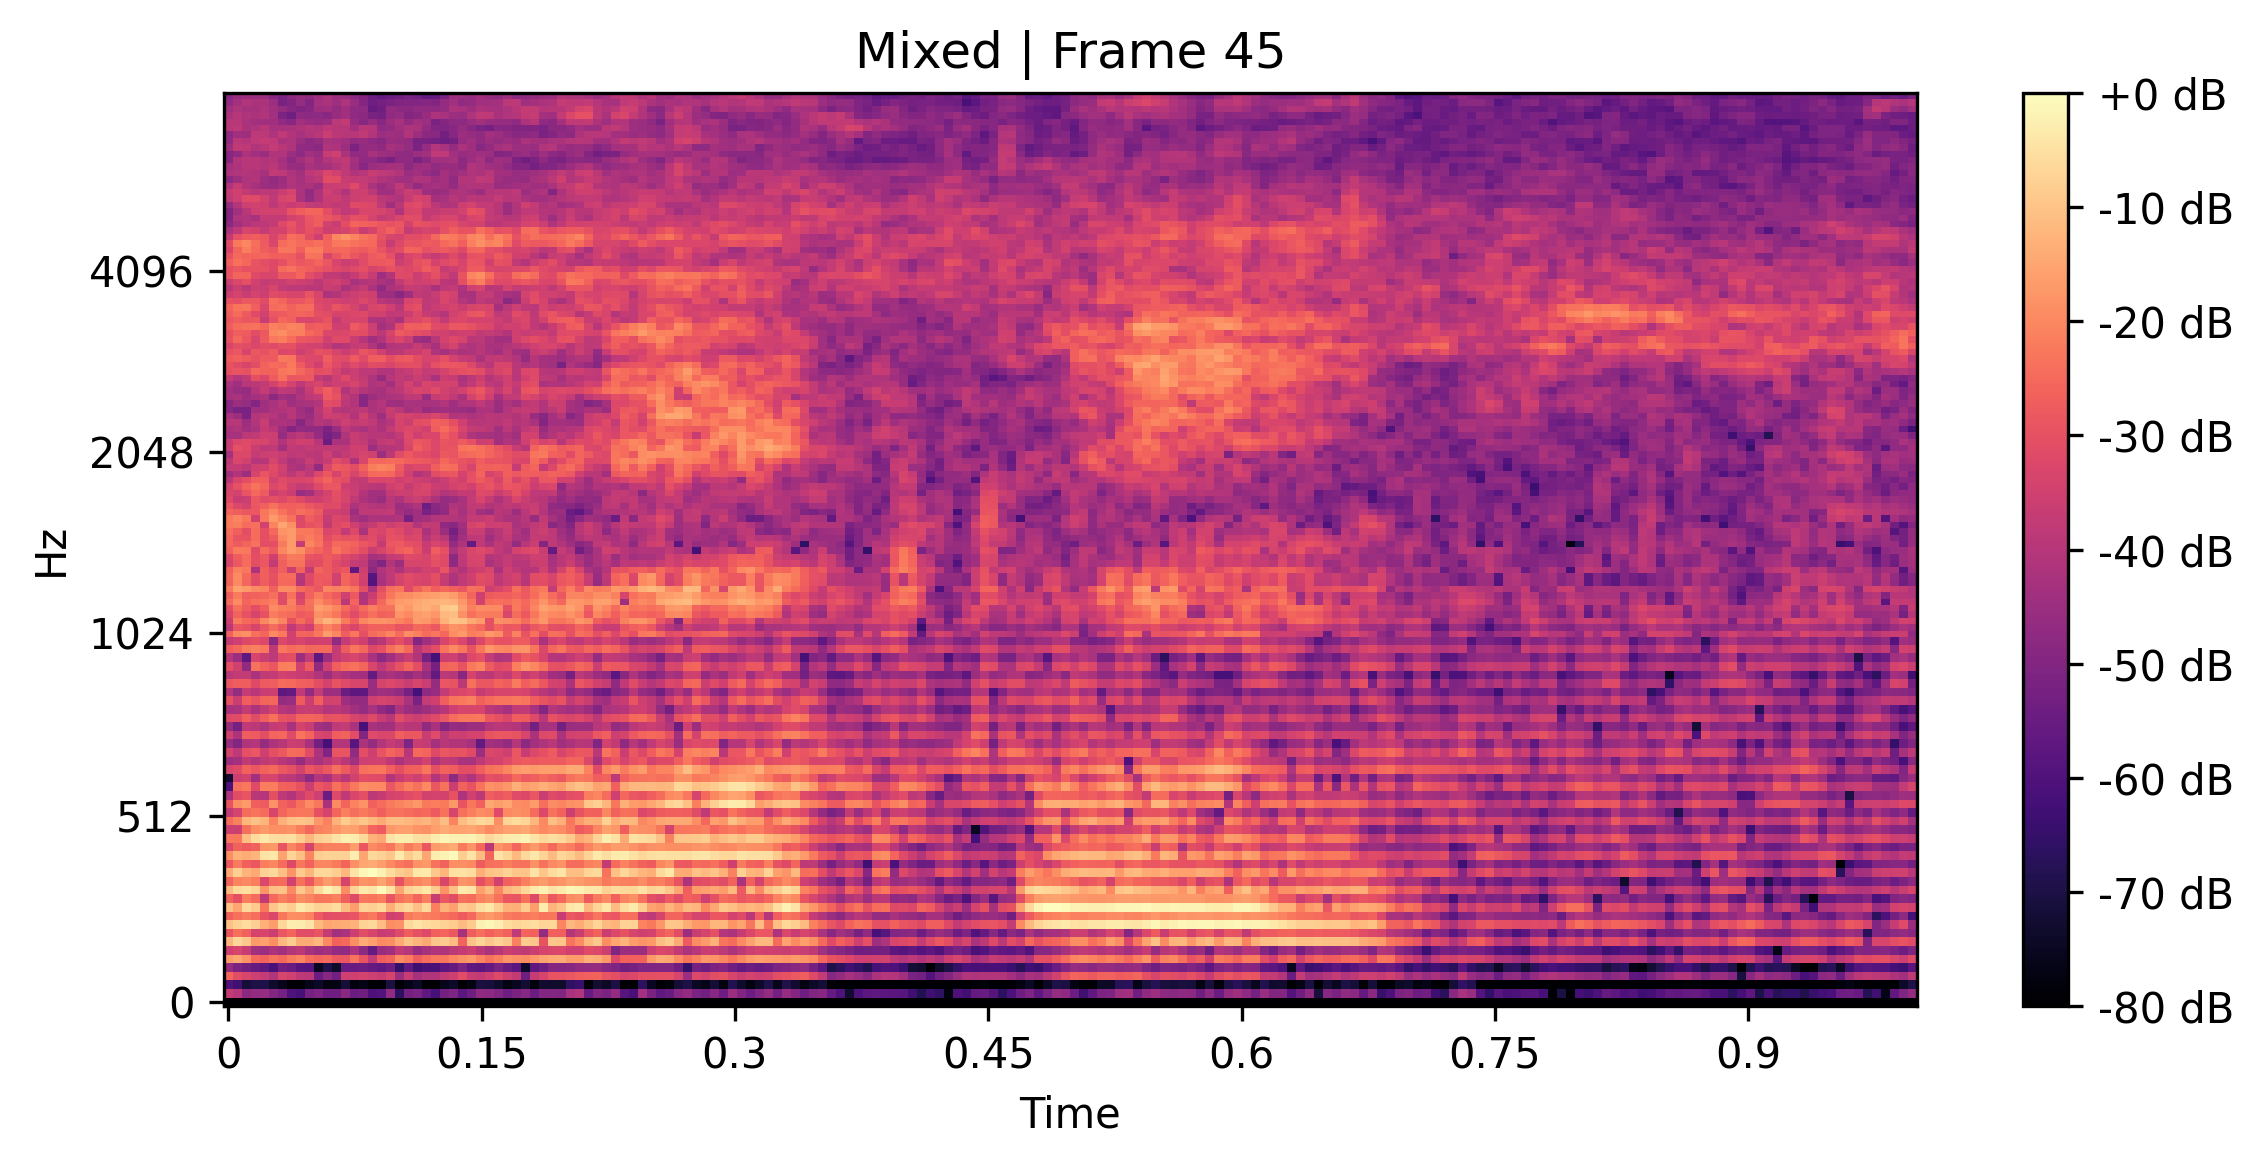 Mixed | Frame 45
+0 dB
-10 dB
-20 dB
-30 dB
-40 dB
-50 dB
-60 dB
-70 dB
-80 dB
Hz
4096
2048
1024
512
0
0 0.15 0.3 0.45 0.6 0.75 0.9
Time